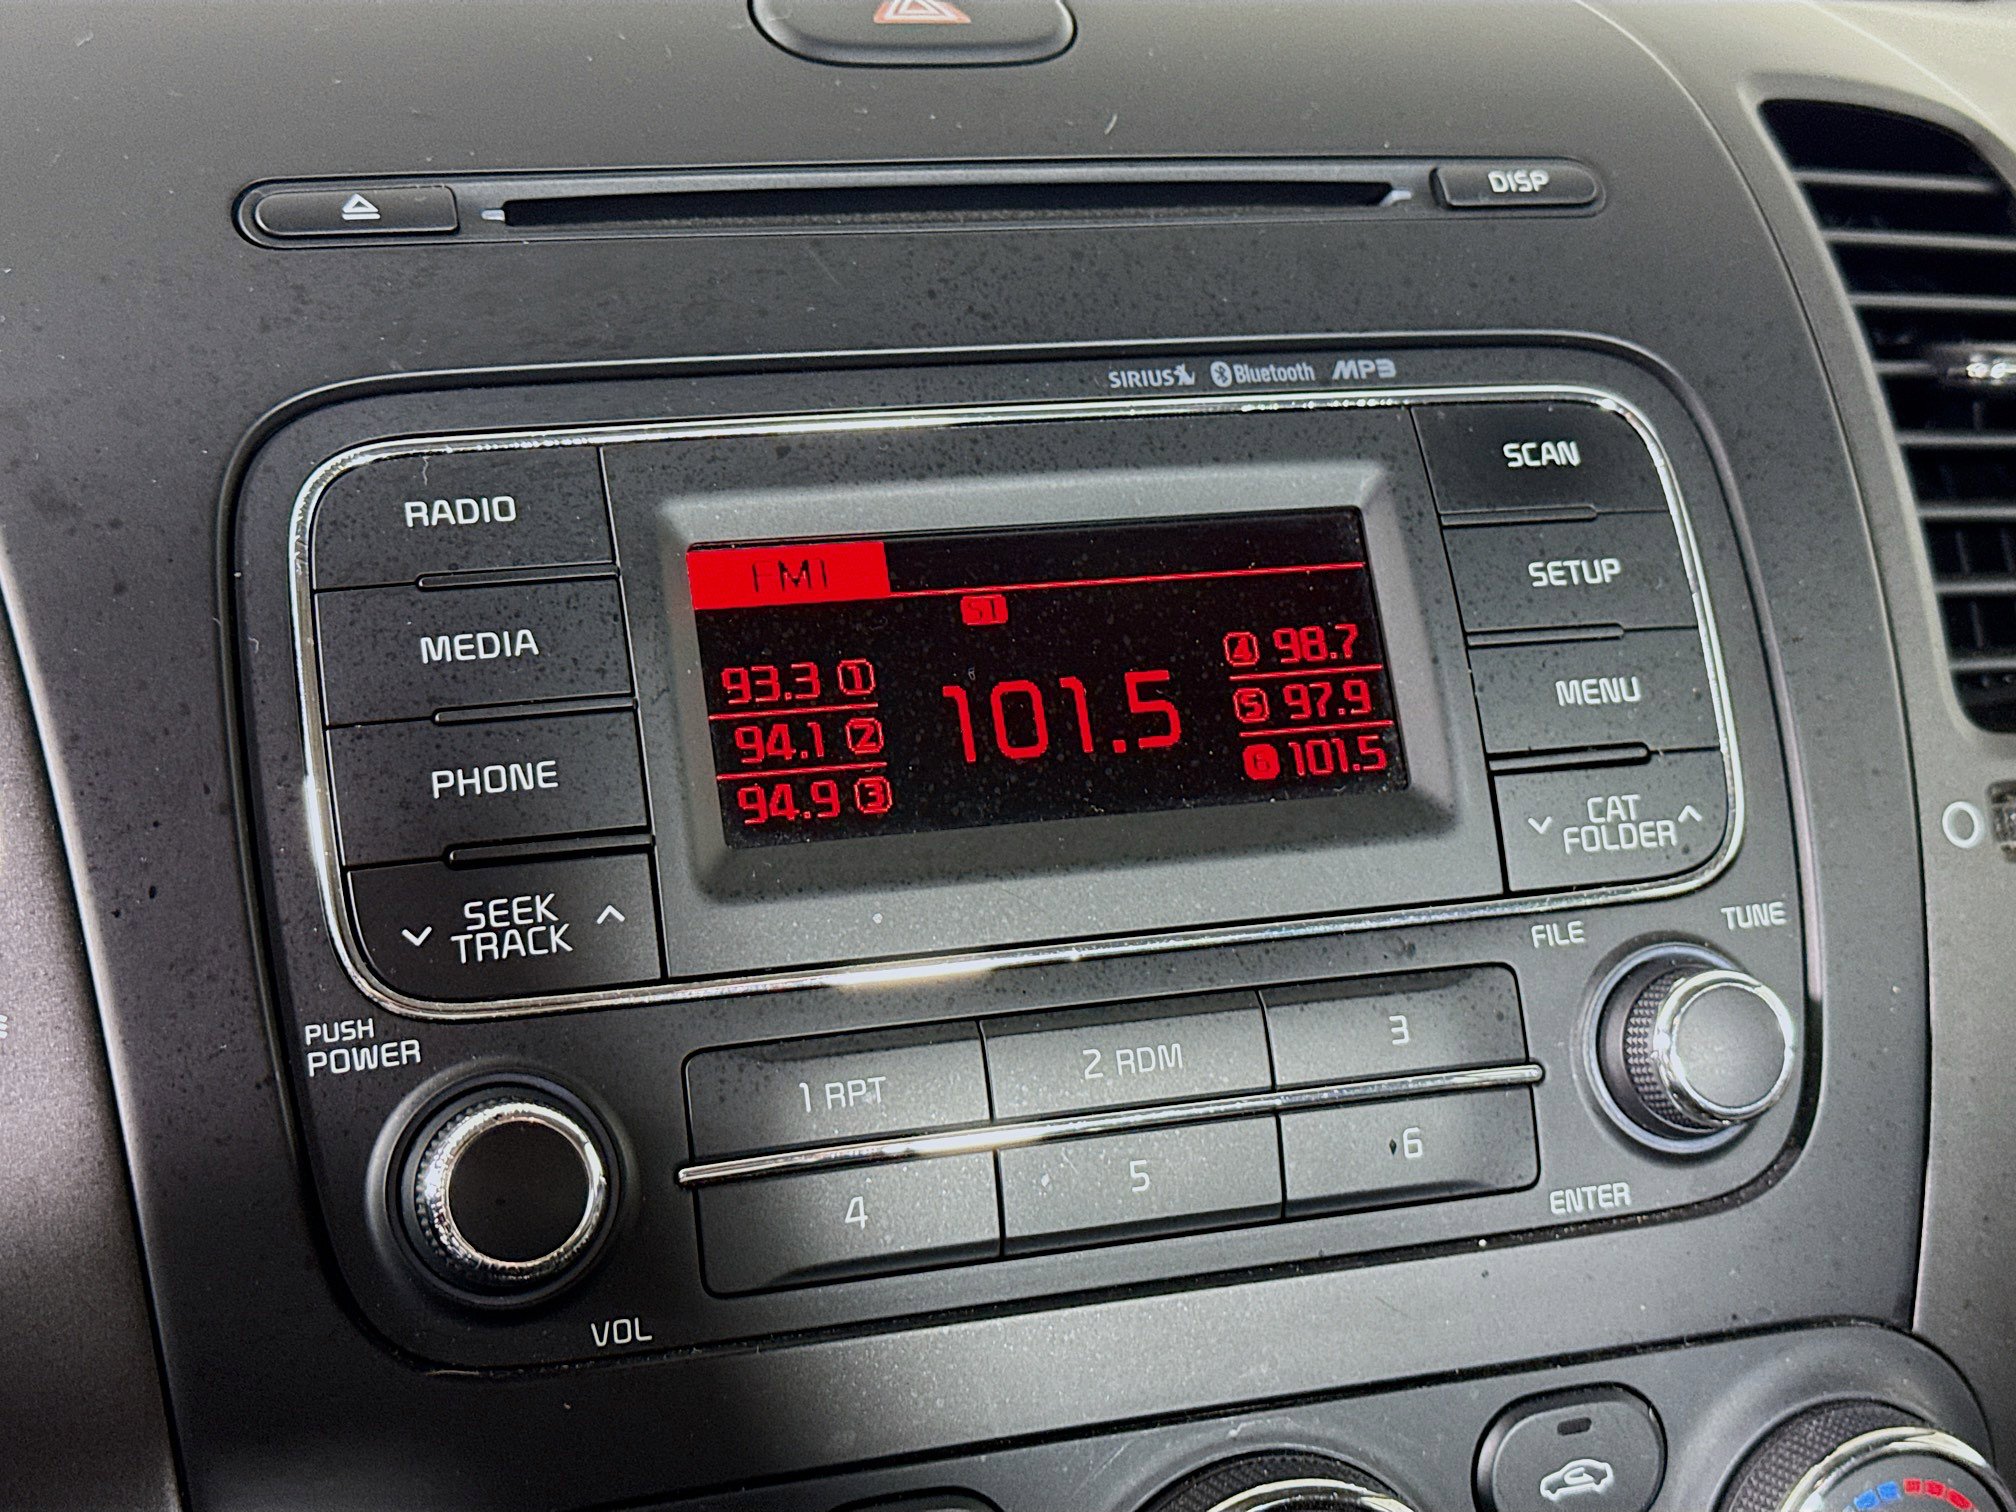 DISP
SIRIUS Bluetooth MP3
RADIO
MEDIA
PHONE
SEEK
TRACK
FM1
ST
93.3 1
94.1 2
94.9 3
101.5
4 98.7
5 97.9
6 101.5
SCAN
SETUP
MENU
CAT
FOLDER
PUSH
POWER
VOL
1 RPT
2 RDM
3
4
5
6
FILE
TUNE
ENTER